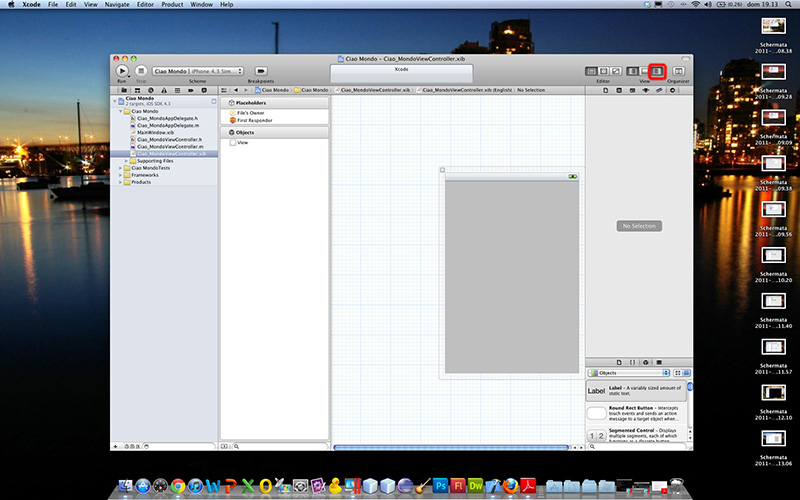 Xcode File Edit View Navigate Editor Product Window Help
(0.26) dom 19.13
Ciao Mondo – Ciao_MondoViewController.xib
Ciao Mondo | iPhone 4.3 Sim...
Xcode
Run Stop Scheme Breakpoints Editor View Organizer
Ciao Mondo Ciao Mondo Ciao_MondoViewController.xib Ciao_MondoViewController.xib (English) No Selection
Ciao Mondo
2 targets, iOS SDK 4.3
Ciao Mondo
Ciao_MondoAppDelegate.h
Ciao_MondoAppDelegate.m
MainWindow.xib
Ciao_MondoViewController.h
Ciao_MondoViewController.m
Ciao_MondoViewController.xib
Supporting Files
Ciao MondoTests
Frameworks
Products
Placeholders
File's Owner
First Responder
Objects
View
No Selection
Objects
Label
Label – A variably sized amount of
static text.
Round Rect Button – Intercepts
touch events and sends an action
message to a target object when...
1 2
Segmented Control – Displays
multiple segments, each of which
Schermata
2011-...08.38
Schermata
2011-...09.28
Schermata
2011-...09.09
Schermata
2011-...09.38
Schermata
2011-...09.56
Schermata
2011-...10.20
Schermata
2011-...11.40
Schermata
2011-...11.57
Schermata
2011-...12.10
Schermata
2011-...13.06
W P X O
Ps Fl Dw